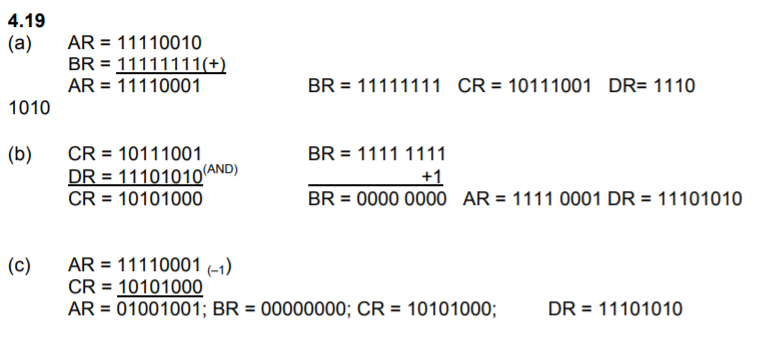 4.19
(a) AR = 11110010
BR = 11111111(+)
AR = 11110001 BR = 11111111 CR = 10111001 DR= 1110
1010
(b) CR = 10111001 BR = 1111 1111
DR = 11101010(AND) +1
CR = 10101000 BR = 0000 0000 AR = 1111 0001 DR = 11101010
(c) AR = 11110001 (–1)
CR = 10101000
AR = 01001001; BR = 00000000; CR = 10101000; DR = 11101010